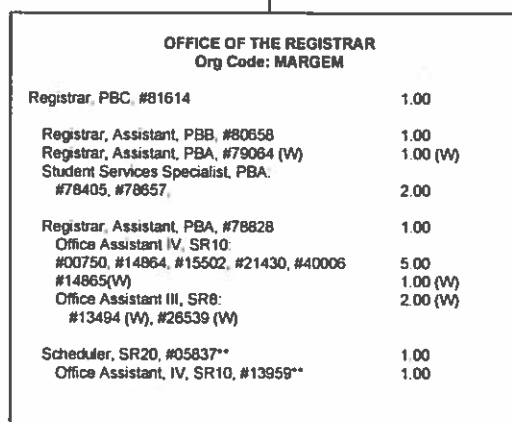 OFFICE OF THE REGISTRAR
Org Code: MARGEM
Registrar, PBC, #81614 1.00
Registrar, Assistant, PBB, #80658 1.00
Registrar, Assistant, PBA, #79064 (W) 1.00 (W)
Student Services Specialist, PBA:
#78405, #78657, 2.00
Registrar, Assistant, PBA, #78828 1.00
Office Assistant IV, SR10:
#00750, #14864, #15502, #21430, #40006 5.00
#14865(W) 1.00 (W)
Office Assistant III, SR8: 2.00 (W)
#13494 (W), #26539 (W)
Scheduler, SR20, #05837** 1.00
Office Assistant, IV, SR10, #13959** 1.00